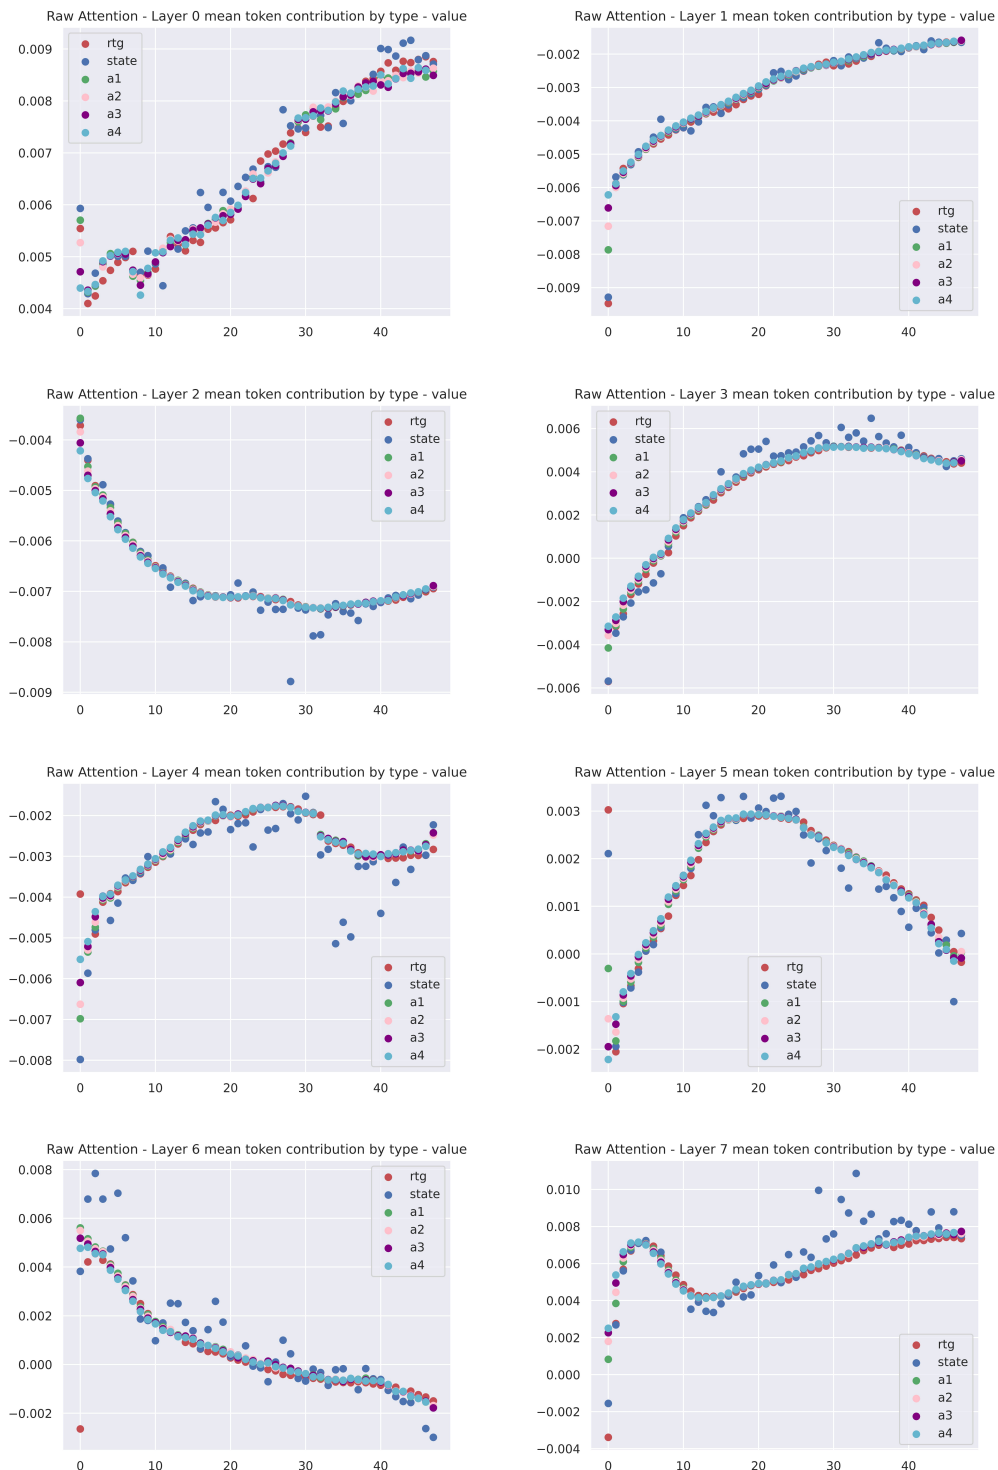 Raw Attention - Layer 0 mean token contribution by type - value
0.009
0.008
0.007
0.006
0.005
0.004
0
10
20
30
40
rtg
state
a1
a2
a3
a4
Raw Attention - Layer 1 mean token contribution by type - value
−0.002
−0.003
−0.004
−0.005
−0.006
−0.007
−0.008
−0.009
0
10
20
30
40
rtg
state
a1
a2
a3
a4
Raw Attention - Layer 2 mean token contribution by type - value
−0.004
−0.005
−0.006
−0.007
−0.008
−0.009
0
10
20
30
40
rtg
state
a1
a2
a3
a4
Raw Attention - Layer 3 mean token contribution by type - value
0.006
0.004
0.002
0.000
−0.002
−0.004
−0.006
0
10
20
30
40
rtg
state
a1
a2
a3
a4
Raw Attention - Layer 4 mean token contribution by type - value
−0.002
−0.003
−0.004
−0.005
−0.006
−0.007
−0.008
0
10
20
30
40
rtg
state
a1
a2
a3
a4
Raw Attention - Layer 5 mean token contribution by type - value
0.003
0.002
0.001
0.000
−0.001
−0.002
0
10
20
30
40
rtg
state
a1
a2
a3
a4
Raw Attention - Layer 6 mean token contribution by type - value
0.008
0.006
0.004
0.002
0.000
−0.002
0
10
20
30
40
rtg
state
a1
a2
a3
a4
Raw Attention - Layer 7 mean token contribution by type - value
0.010
0.008
0.006
0.004
0.002
0.000
−0.002
−0.004
0
10
20
30
40
rtg
state
a1
a2
a3
a4